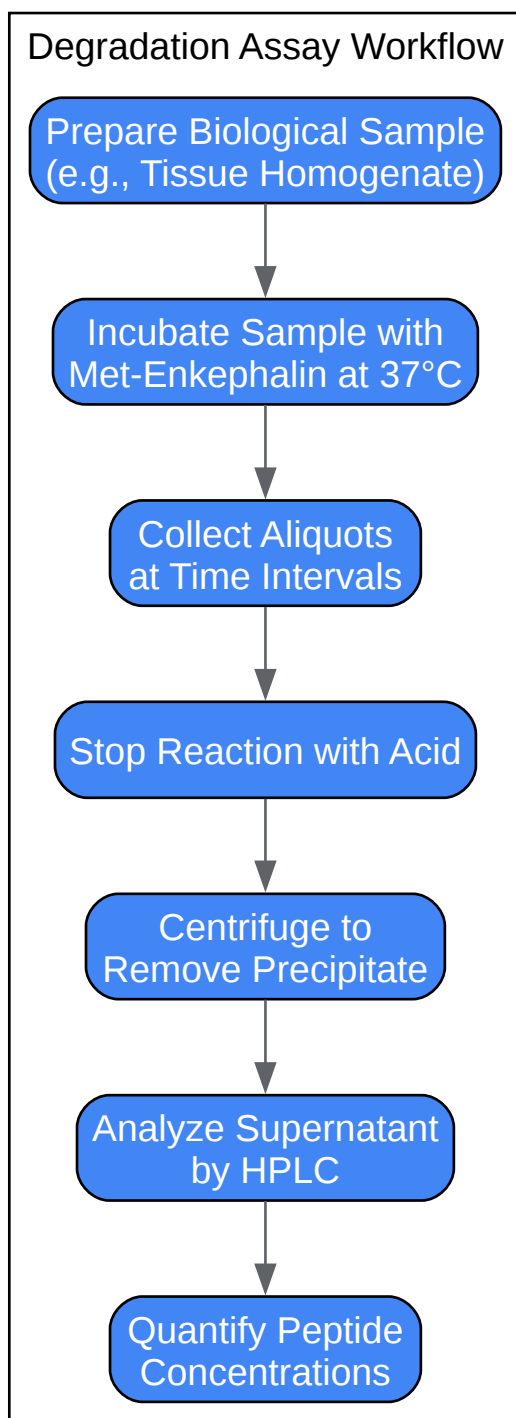 Degradation Assay Workflow
Prepare Biological Sample
(e.g., Tissue Homogenate)
Incubate Sample with
Met-Enkephalin at 37°C
Collect Aliquots
at Time Intervals
Stop Reaction with Acid
Centrifuge to
Remove Precipitate
Analyze Supernatant
by HPLC
Quantify Peptide
Concentrations